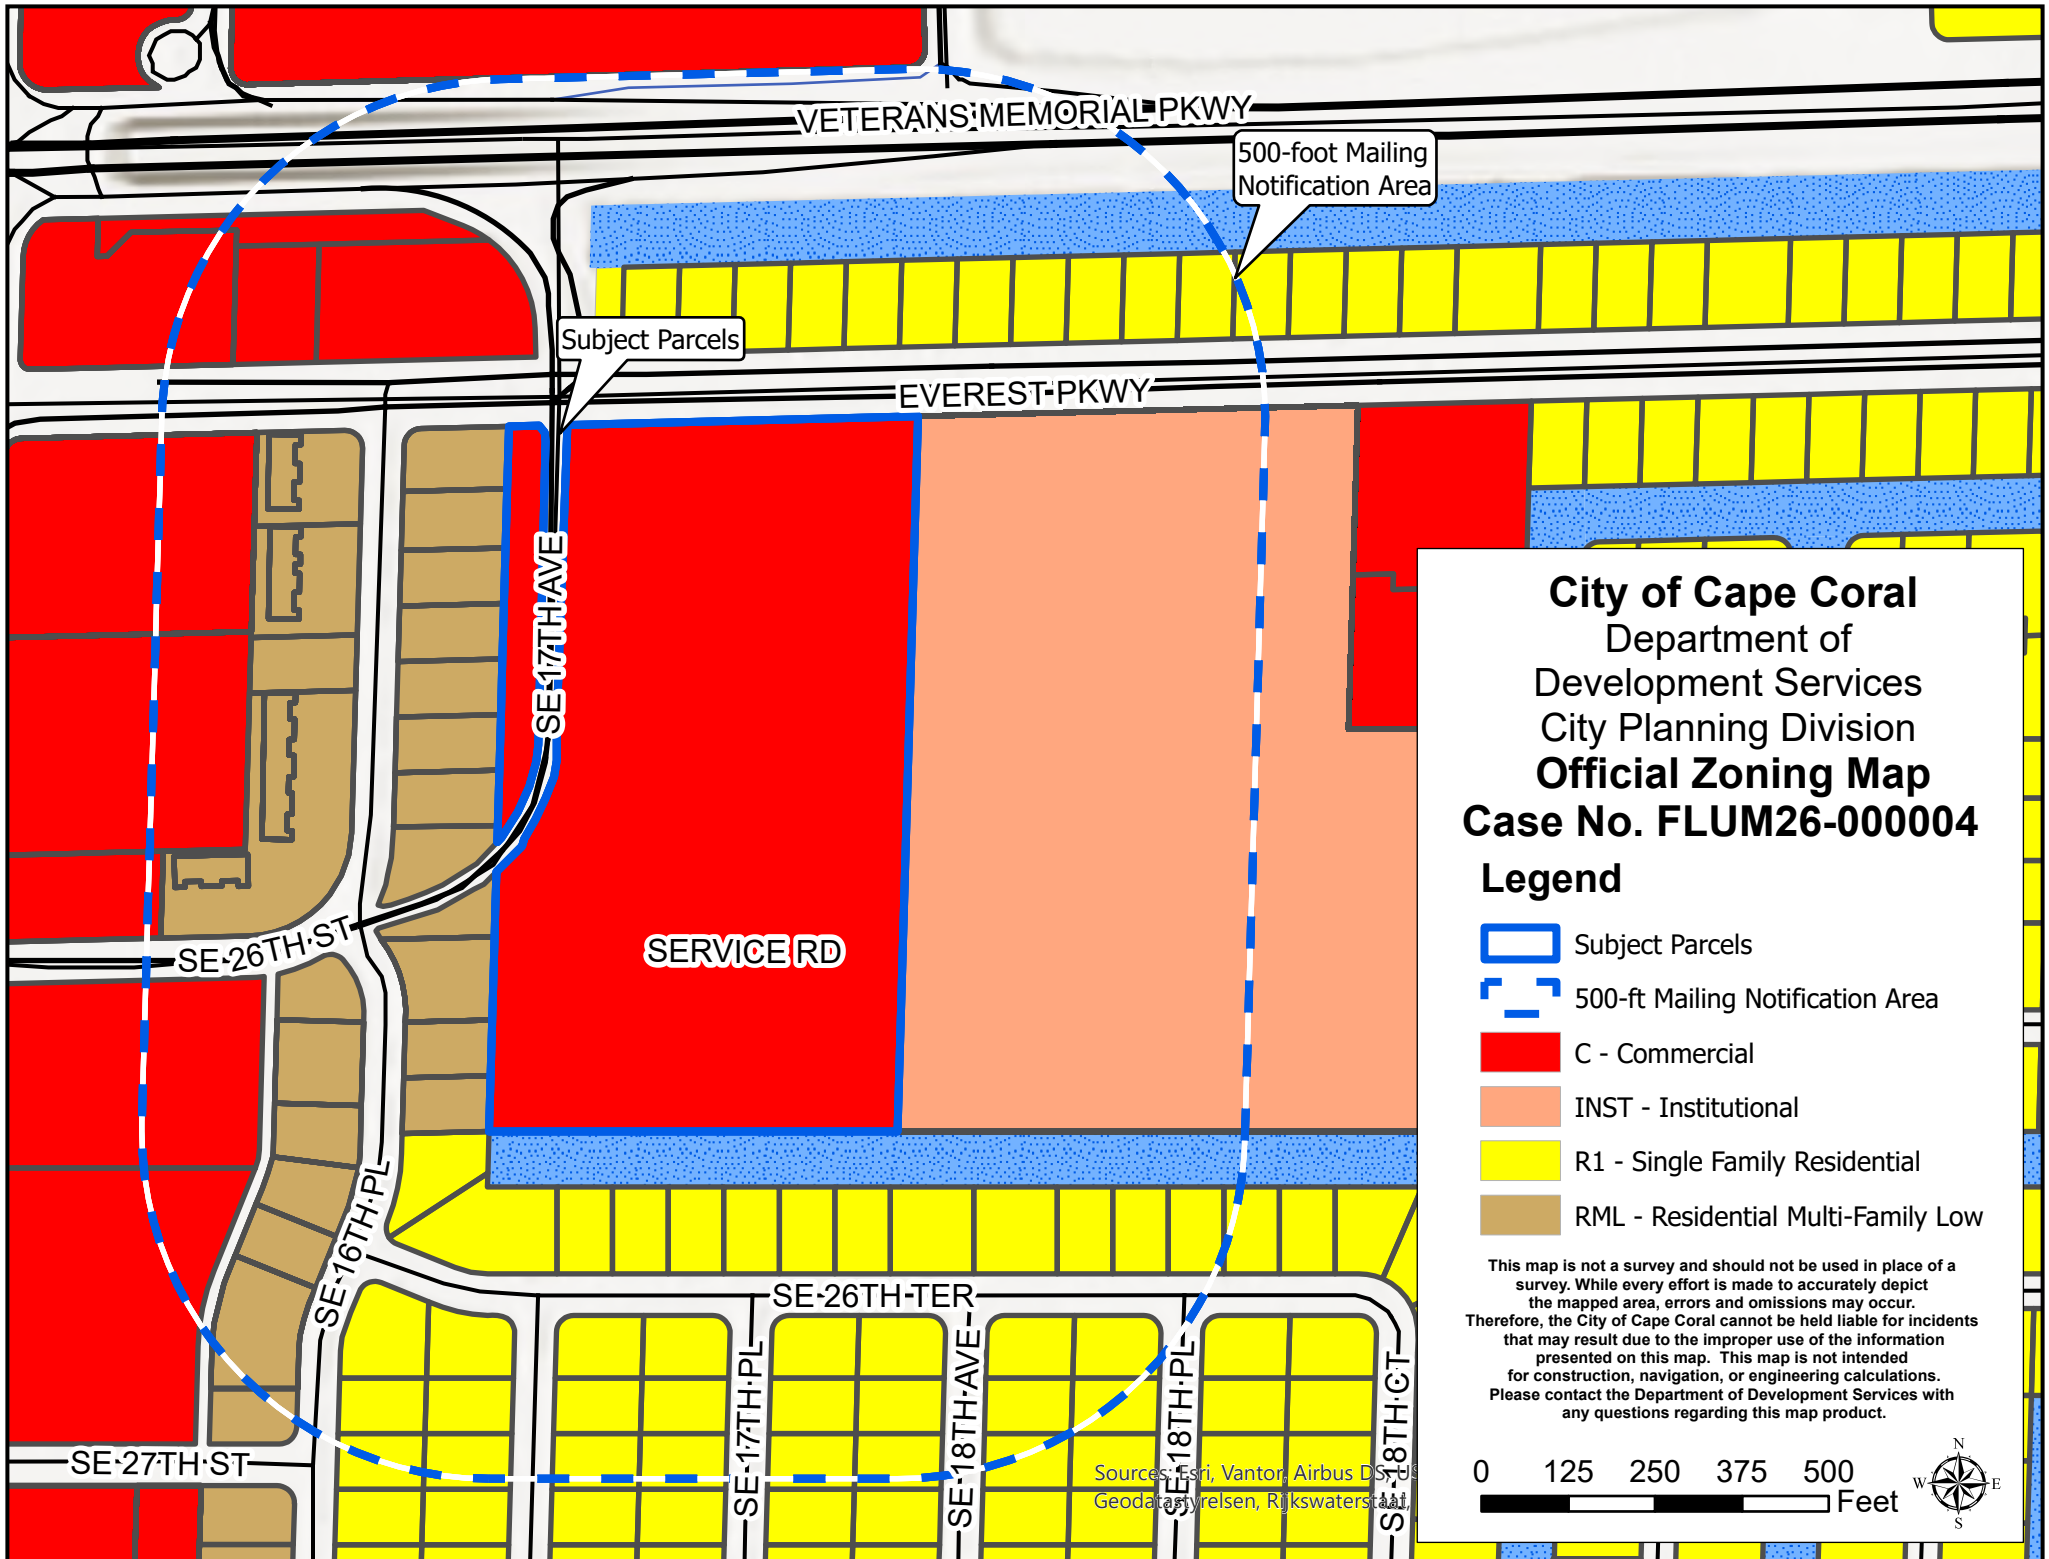 VETERANS MEMORIAL PKWY
500-foot Mailing
Notification Area
Subject Parcels
EVEREST PKWY
SE 17TH AVE
SERVICE RD
SE 26TH ST
SE 16TH PL
SE 26TH TER
SE 17TH PL
SE 18TH AVE
SE 18TH PL
SE 18TH CT
SE 27TH ST
Sources: Esri, Vantor, Airbus DS, US
Geodatastyrelsen, Rijkswaterstaat,
City of Cape Coral
Department of
Development Services
City Planning Division
Official Zoning Map
Case No. FLUM26-000004
Legend
Subject Parcels
500-ft Mailing Notification Area
C - Commercial
INST - Institutional
R1 - Single Family Residential
RML - Residential Multi-Family Low
This map is not a survey and should not be used in place of a
survey. While every effort is made to accurately depict
the mapped area, errors and omissions may occur.
Therefore, the City of Cape Coral cannot be held liable for incidents
that may result due to the improper use of the information
presented on this map. This map is not intended
for construction, navigation, or engineering calculations.
Please contact the Department of Development Services with
any questions regarding this map product.
0 125 250 375 500
Feet
N
W E
S